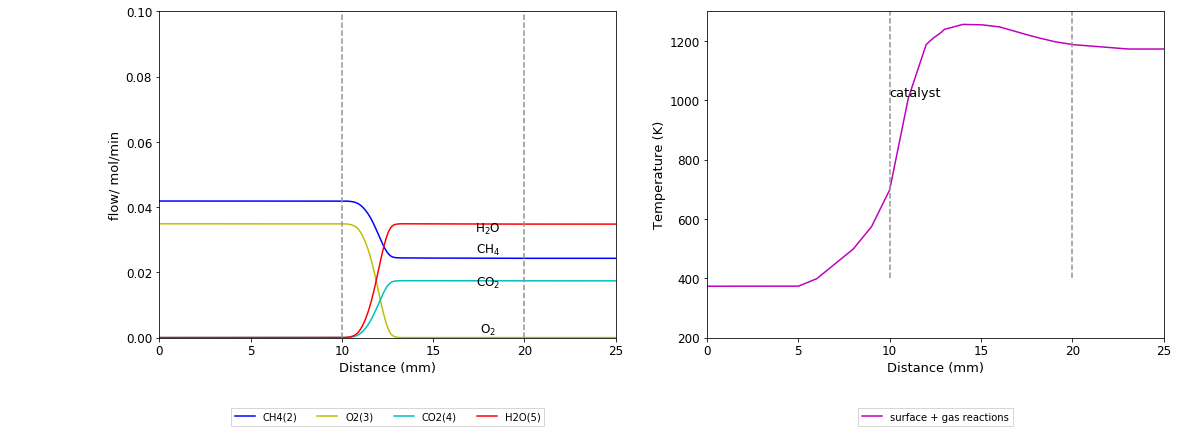 0.10
0.08
0.06
0.04
0.02
0.00
flow/ mol/min
H₂O
CH₄
CO₂
O₂
0 5 10 15 20 25
Distance (mm)
CH4(2) O2(3) CO2(4) H2O(5)
1200
1000
800
600
400
200
Temperature (K)
catalyst
0 5 10 15 20 25
Distance (mm)
surface + gas reactions